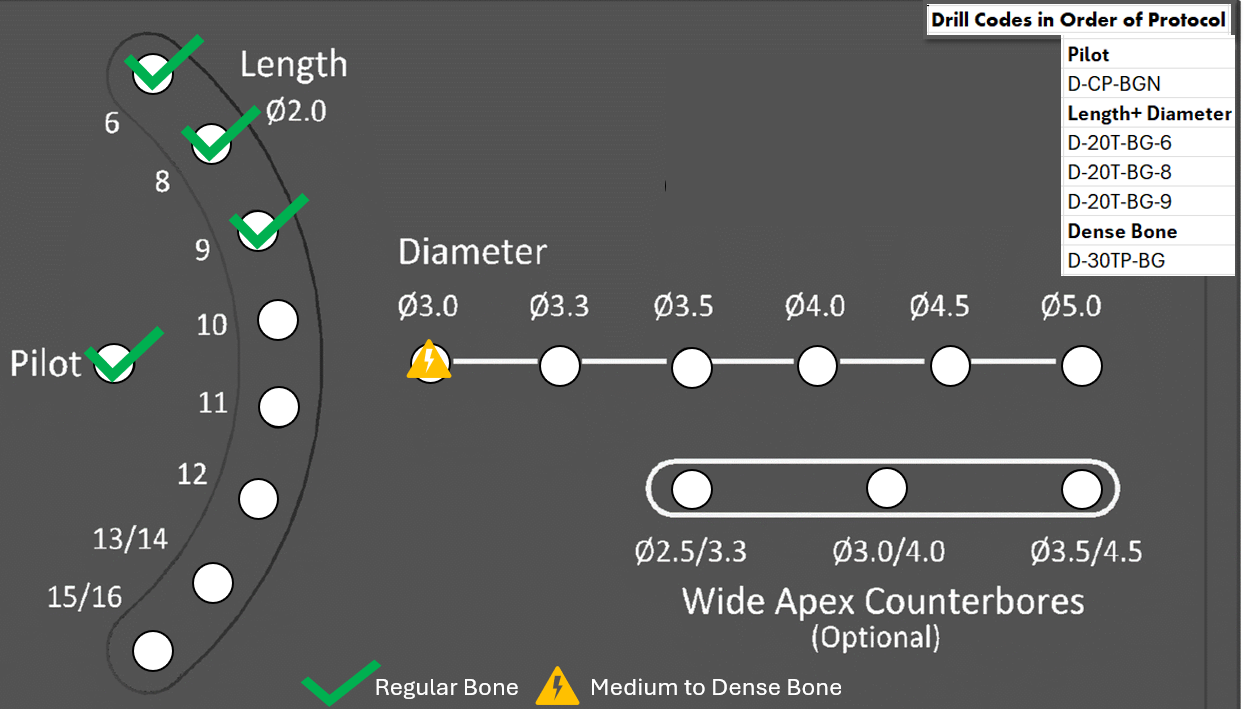 Drill Codes in Order of Protocol
Pilot
D-CP-BGN
Length+ Diameter
D-20T-BG-6
D-20T-BG-8
D-20T-BG-9
Dense Bone
D-30TP-BG
Length
Ø2.0
6
8
9
10
Pilot
11
12
13/14
15/16
Diameter
Ø3.0 Ø3.3 Ø3.5 Ø4.0 Ø4.5 Ø5.0
Ø2.5/3.3 Ø3.0/4.0 Ø3.5/4.5
Wide Apex Counterbores
(Optional)
Regular Bone Medium to Dense Bone